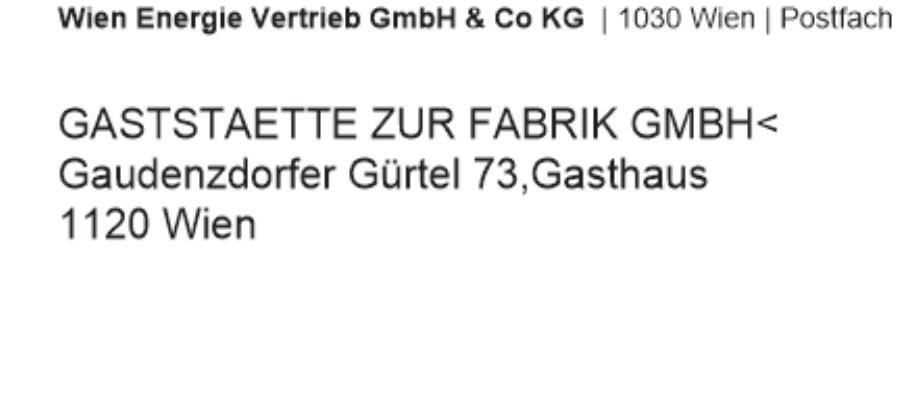 Wien Energie Vertrieb GmbH & Co KG | 1030 Wien | Postfach
GASTSTAETTE ZUR FABRIK GMBH<
Gaudenzdorfer Gürtel 73,Gasthaus
1120 Wien